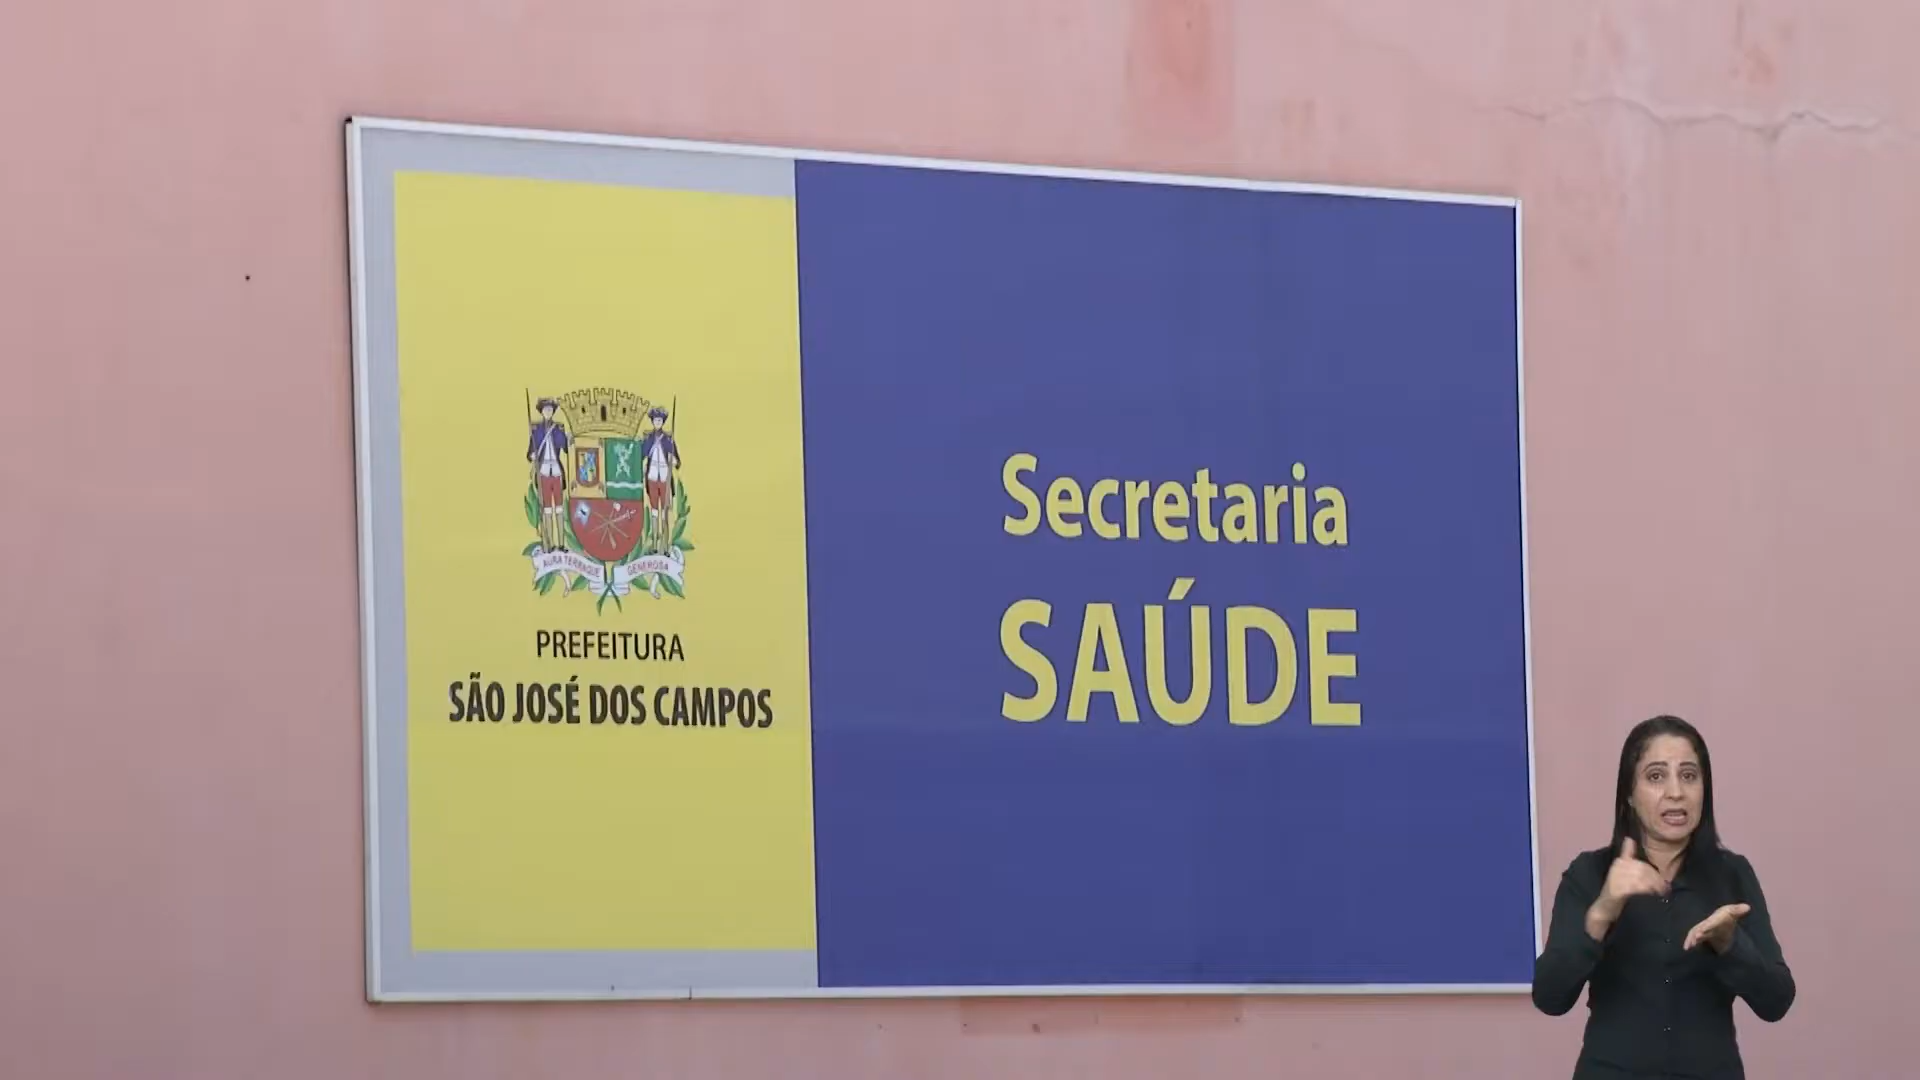 AURA TERRAQUE GENEROSA
PREFEITURA
SÃO JOSÉ DOS CAMPOS
Secretaria
SAÚDE